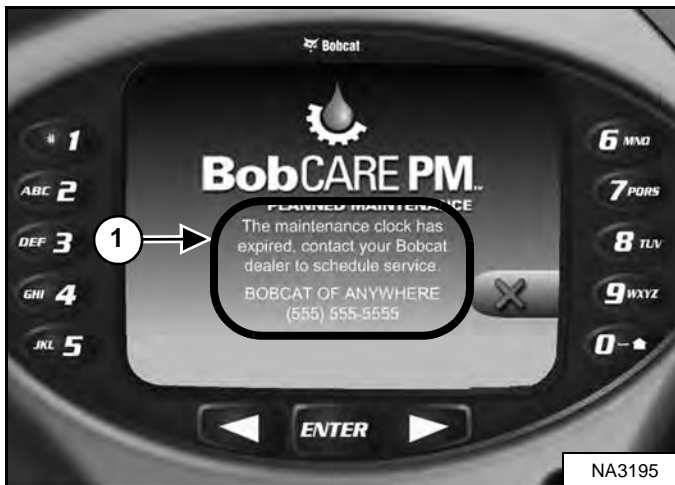 Bobcat
* 1
ABC 2
DEF 3
GHI 4
JKL 5
BobCARE PM™
PLANNED MAINTENANCE
1
The maintenance clock has
expired, contact your Bobcat
dealer to schedule service.
BOBCAT OF ANYWHERE
(555) 555-5555
6 MNO
7 PQRS
8 TUV
9 WXYZ
0-
ENTER
NA3195